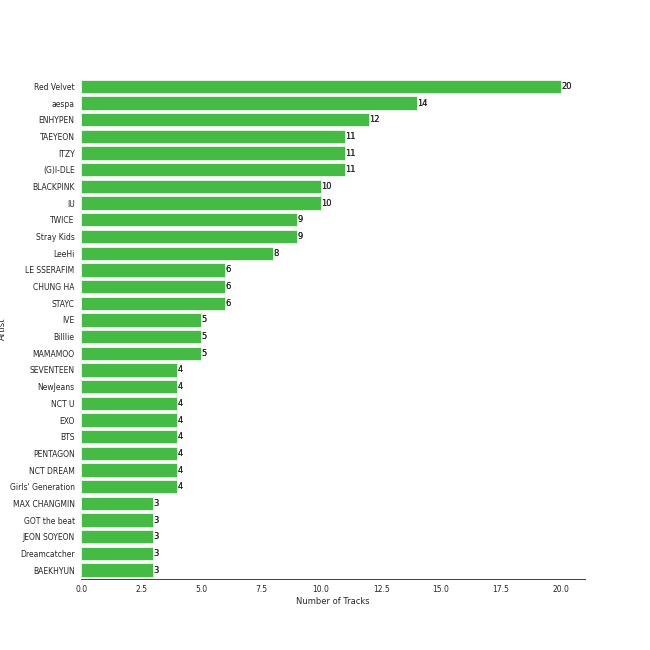 Red Velvet 20
aespa 14
ENHYPEN 12
TAEYEON 11
ITZY 11
(G)I-DLE 11
BLACKPINK 10
IU 10
TWICE 9
Stray Kids 9
LeeHi 8
LE SSERAFIM 6
CHUNG HA 6
STAYC 6
IVE 5
Billlie 5
MAMAMOO 5
SEVENTEEN 4
NewJeans 4
NCT U 4
EXO 4
BTS 4
PENTAGON 4
NCT DREAM 4
Girls' Generation 4
MAX CHANGMIN 3
GOT the beat 3
JEON SOYEON 3
Dreamcatcher 3
BAEKHYUN 3
0.0 2.5 5.0 7.5 10.0 12.5 15.0 17.5 20.0
Number of Tracks
Artist